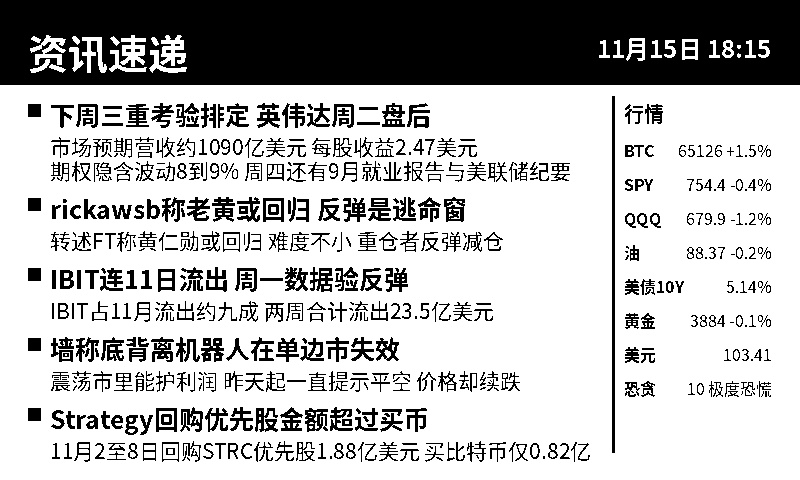 资讯速递
11月15日 18:15
下周三重考验排定 英伟达周二盘后
市场预期营收约1090亿美元 每股收益2.47美元
期权隐含波动8到9% 周四还有9月就业报告与美联储纪要
rickawsb称老黄或回归 反弹是逃命窗
转述FT称黄仁勋或回归 难度不小 重仓者反弹减仓
IBIT连11日流出 周一数据验反弹
IBIT占11月流出约九成 两周合计流出23.5亿美元
墙称底背离机器人在单边市失效
震荡市里能护利润 昨天起一直提示平空 价格却续跌
Strategy回购优先股金额超过买币
11月2至8日回购STRC优先股1.88亿美元 买比特币仅0.82亿
行情
BTC 65126 +1.5%
SPY 754.4 -0.4%
QQQ 679.9 -1.2%
油 88.37 -0.2%
美债10Y 5.14%
黄金 3884 -0.1%
美元 103.41
恐贪 10 极度恐慌